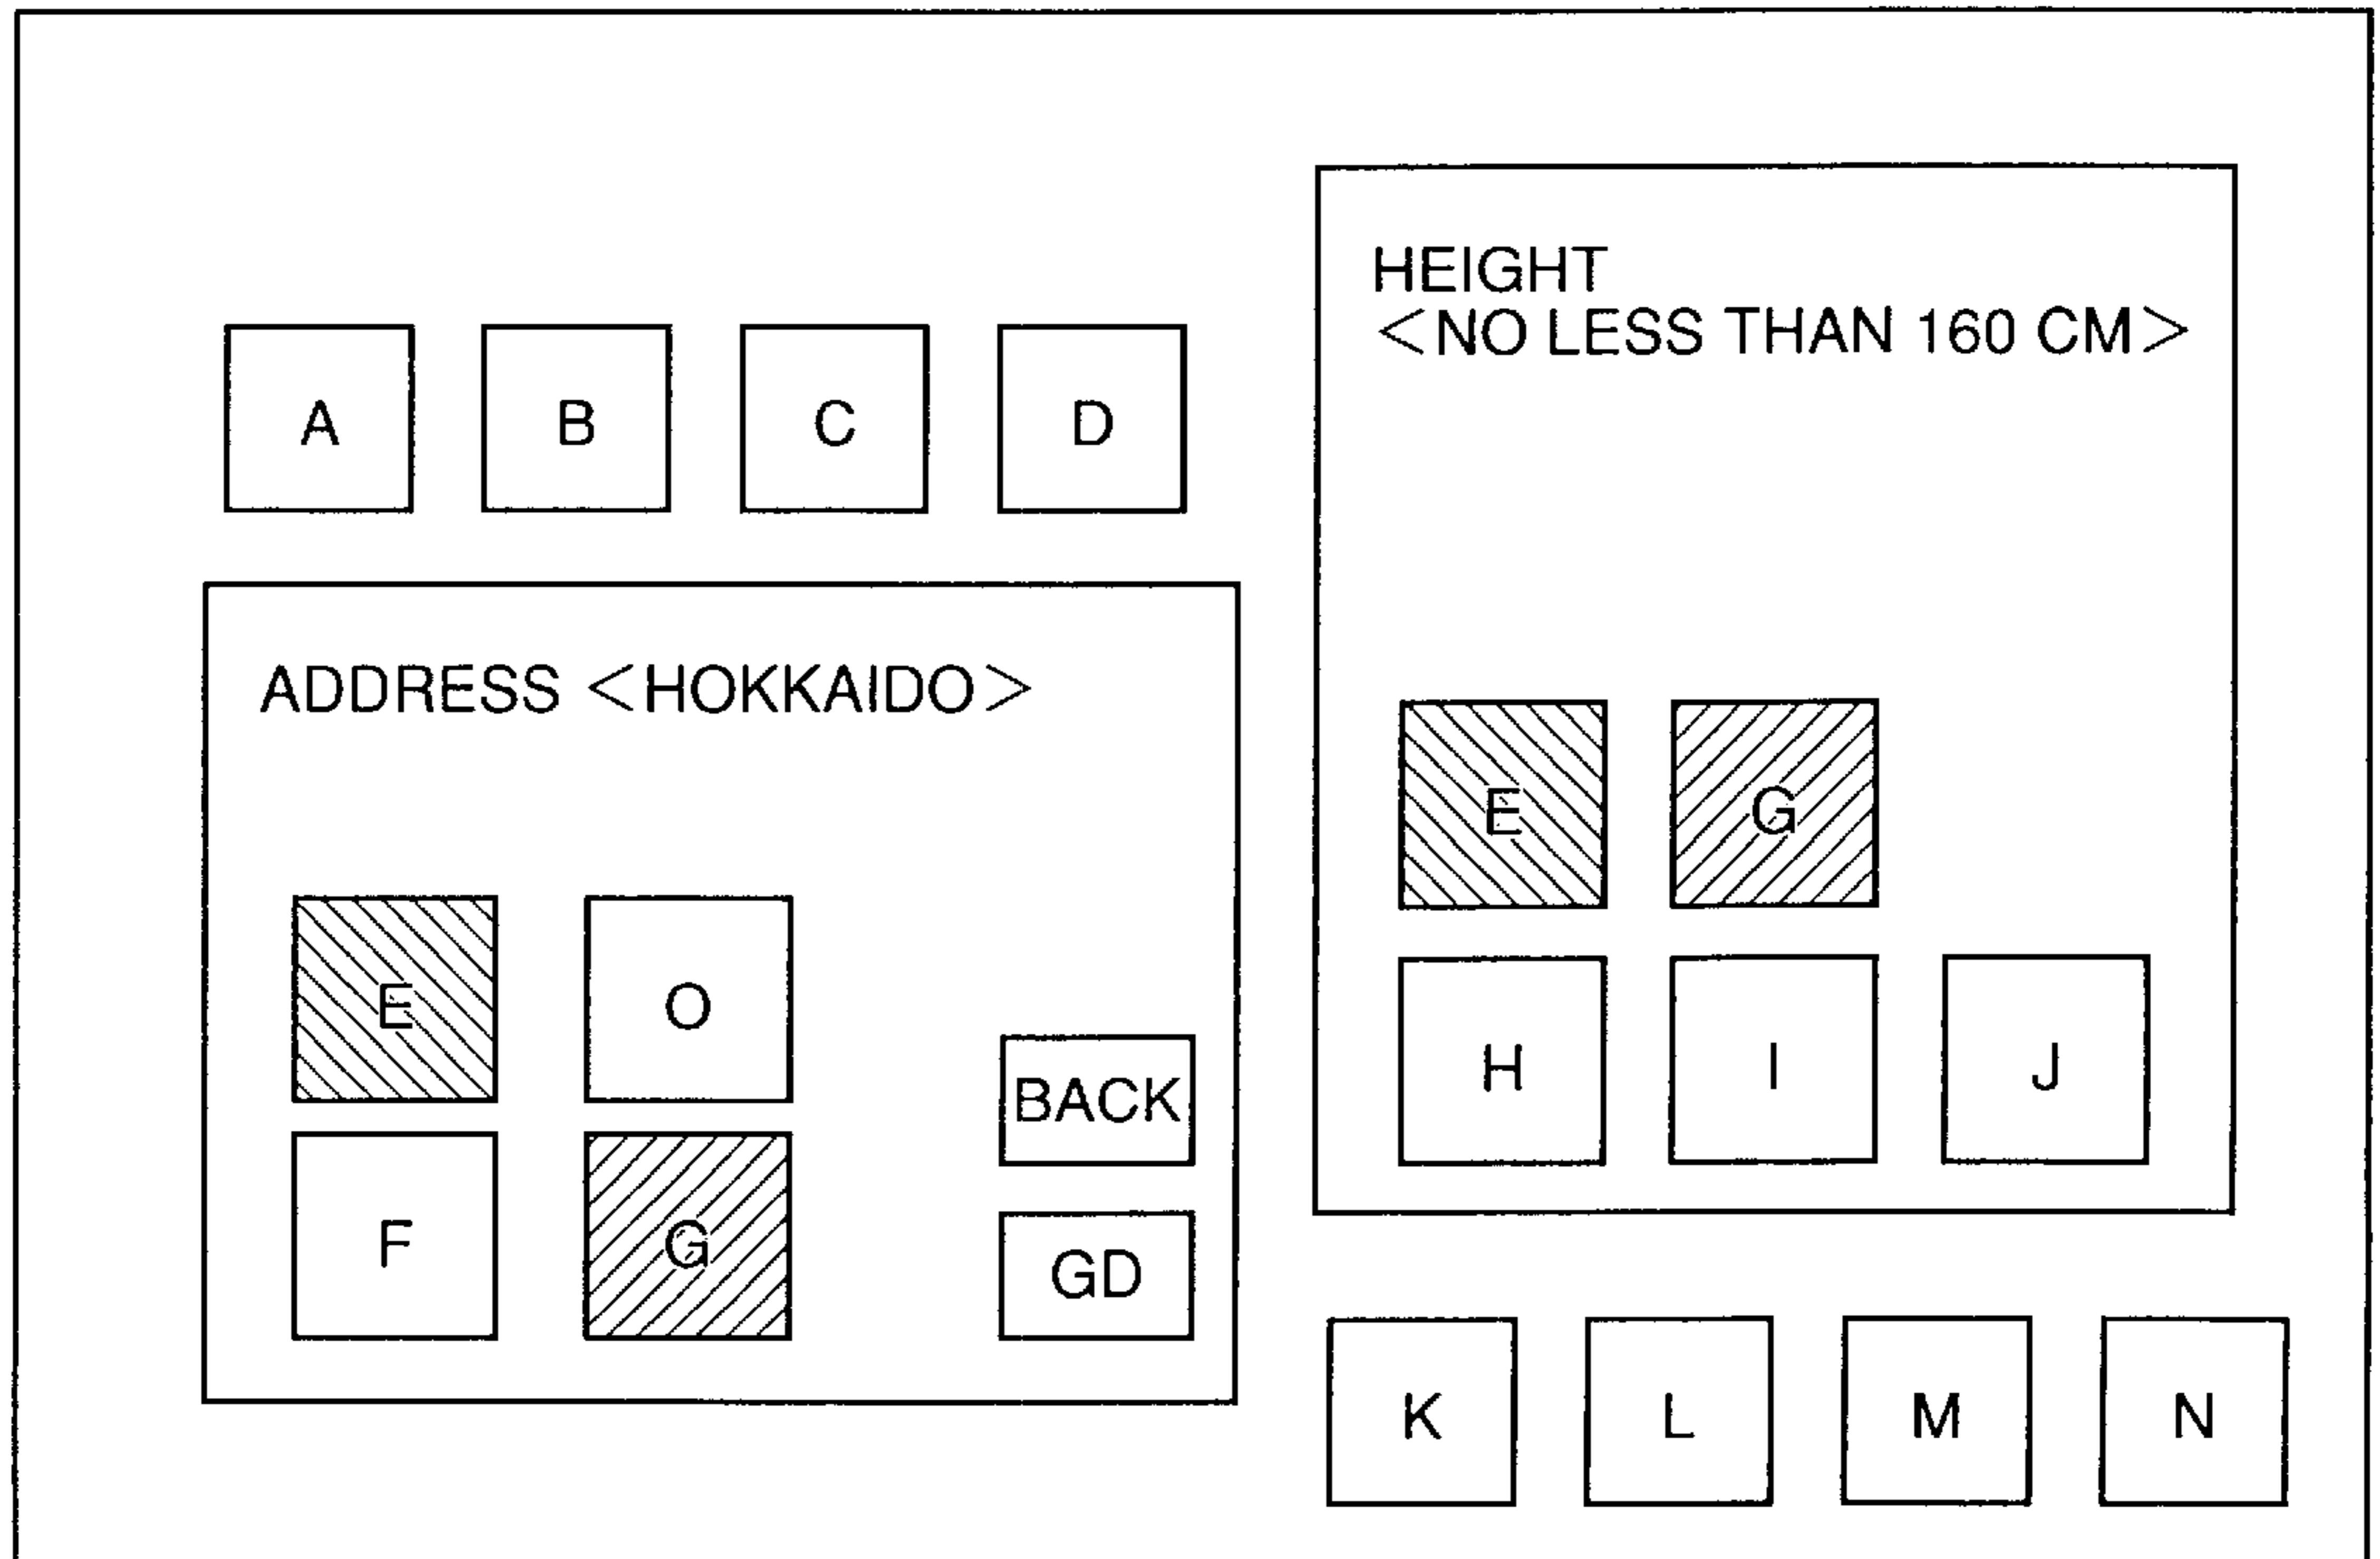 A B C D
ADDRESS <HOKKAIDO>
E O
BACK
F G
GD
HEIGHT
<NO LESS THAN 160 CM>
E G
H I J
K L M N